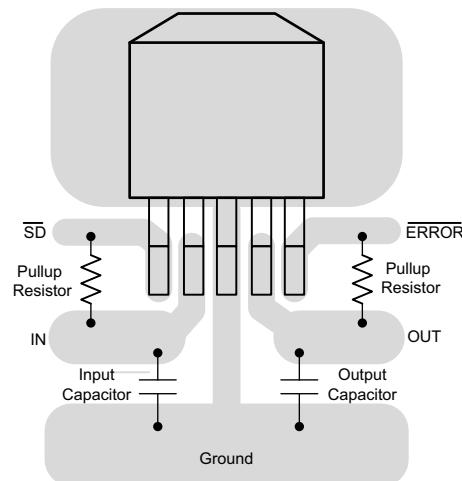 SD
ERROR
Pullup
Resistor
Pullup
Resistor
IN
OUT
Input
Capacitor
Output
Capacitor
Ground